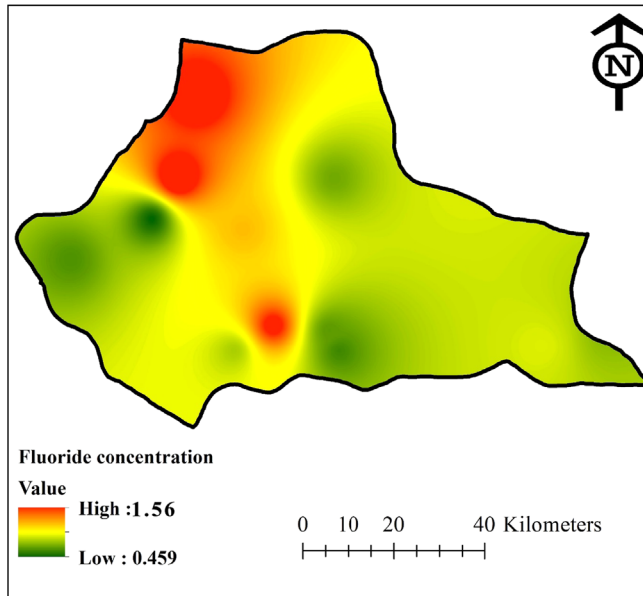 N
Fluoride concentration
Value
High :1.56
Low : 0.459
0 10 20 40 Kilometers